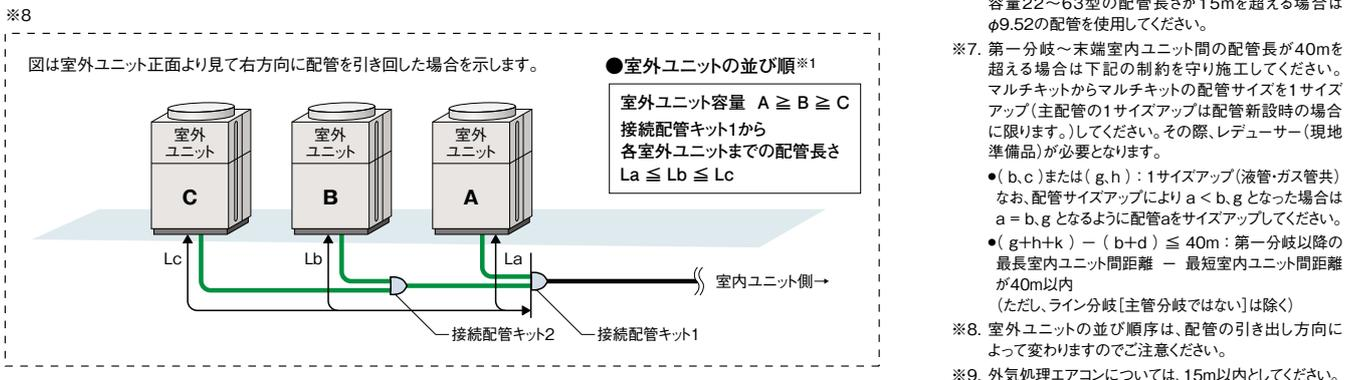 ※8
図は室外ユニット正面より見て右方向に配管を引き回した場合を示します。
●室外ユニットの並び順※1
室外ユニット容量 A ≧ B ≧ C
接続配管キット1から
各室外ユニットまでの配管長さ
La ≦ Lb ≦ Lc
室外
ユニット
C
室外
ユニット
B
室外
ユニット
A
Lc
Lb
La
室内ユニット側→
接続配管キット2
接続配管キット1
容量22～63型の配管長さが15mを超える場合は
φ9.52の配管を使用してください。
※7. 第一分岐～末端室内ユニット間の配管長が40mを
超える場合は下記の制約を守り施工してください。
マルチキットからマルチキットの配管サイズを1サイズ
アップ(主配管の1サイズアップは配管新設時の場合
に限ります。)してください。その際、レデューサー(現地
準備品)が必要となります。
●( b,c )または( g,h ) : 1サイズアップ(液管・ガス管共)
なお、配管サイズアップにより a < b,g となった場合は
a = b,g となるように配管aをサイズアップしてください。
●( g+h+k ) － ( b+d ) ≦ 40m : 第一分岐以降の
最長室内ユニット間距離 － 最短室内ユニット間距離
が40m以内
(ただし、ライン分岐[主管分岐ではない]は除く)
※8. 室外ユニットの並び順序は、配管の引き出し方向に
よって変わりますのでご注意ください。
※9. 外気処理エアコンについては、15m以内としてください。